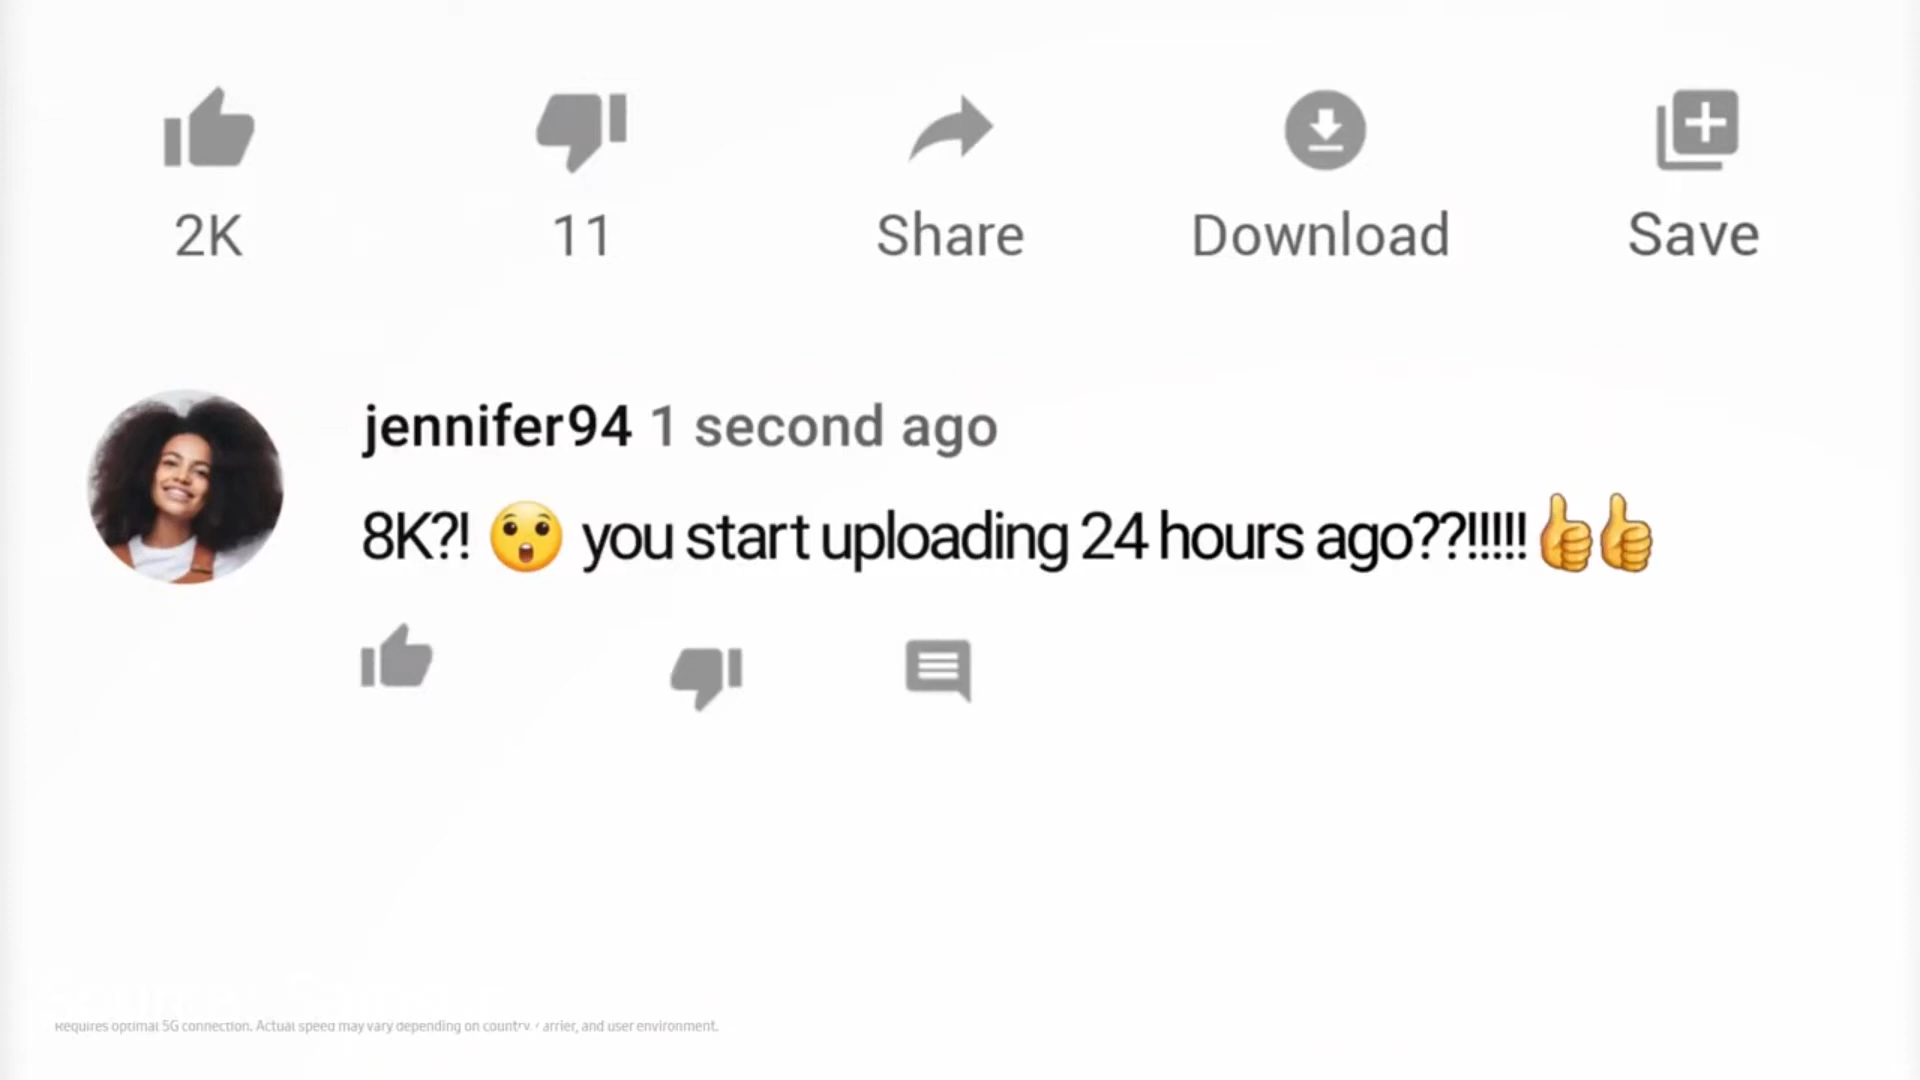 2K 11 Share Download Save
jennifer94 1 second ago
8K?! 😲 you start uploading 24 hours ago??!!!!!👍👍
Requires optimal 5G connection. Actual speed may vary depending on country, carrier, and user environment.